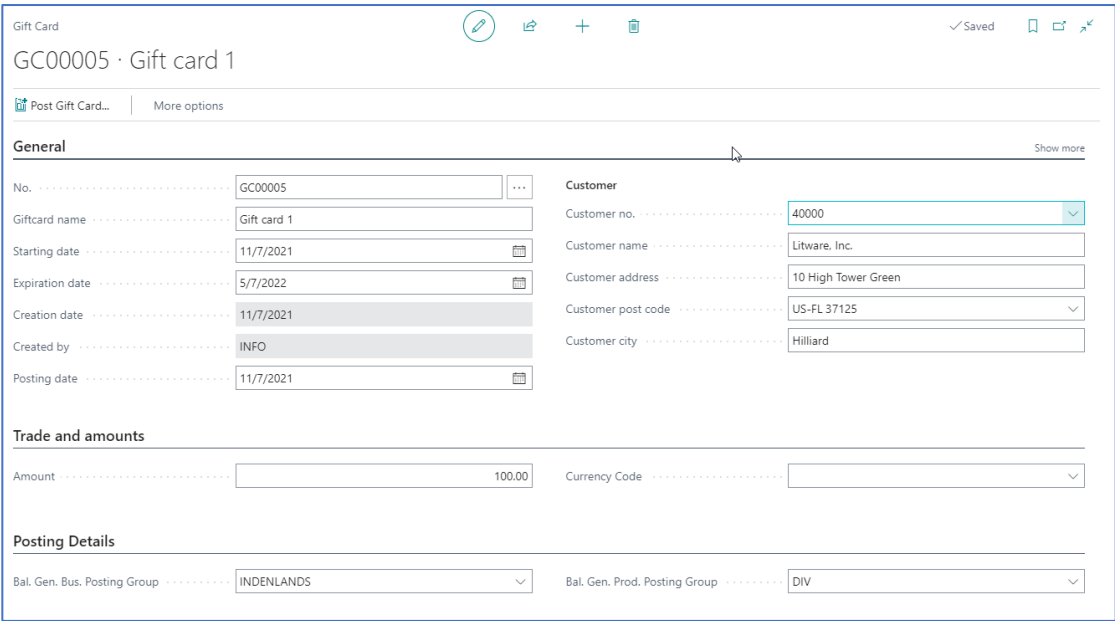 Gift Card
Saved
GC00005 · Gift card 1
Post Gift Card...
More options
General
Show more
No.
GC00005
Giftcard name
Gift card 1
Starting date
11/7/2021
Expiration date
5/7/2022
Creation date
11/7/2021
Created by
INFO
Posting date
11/7/2021
Customer
Customer no.
40000
Customer name
Litware, Inc.
Customer address
10 High Tower Green
Customer post code
US-FL 37125
Customer city
Hilliard
Trade and amounts
Amount
100.00
Currency Code
Posting Details
Bal. Gen. Bus. Posting Group
INDENLANDS
Bal. Gen. Prod. Posting Group
DIV